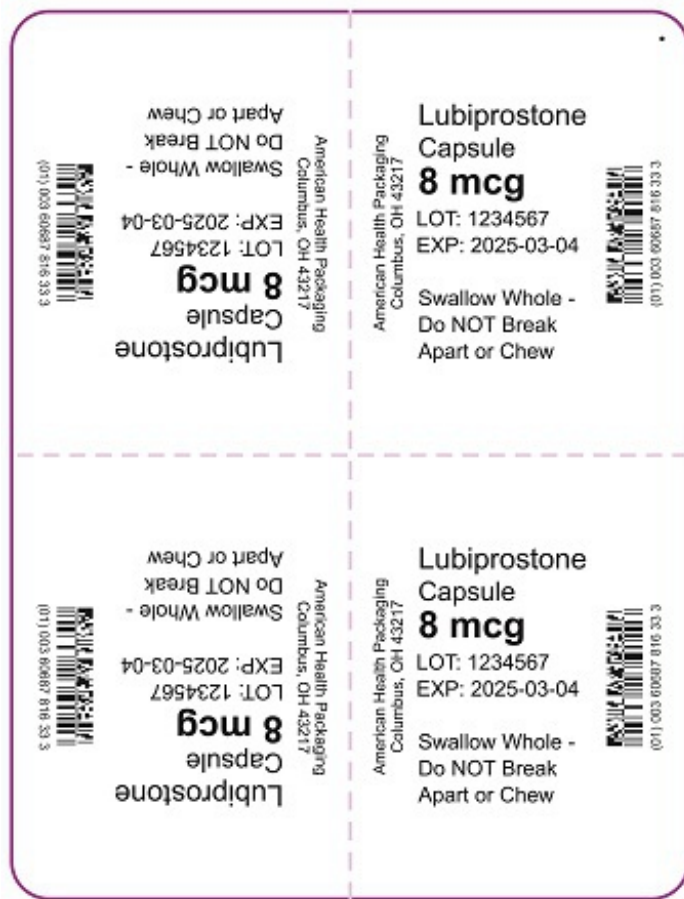 Lubiprostone
Capsule
8 mcg
LOT: 1234567
EXP: 2025-03-04
Swallow Whole -
Do NOT Break
Apart or Chew
American Health Packaging
Columbus, OH 43217
(01) 003 60687 816 33 3
American Health Packaging
Columbus, OH 43217
Lubiprostone
Capsule
8 mcg
LOT: 1234567
EXP: 2025-03-04
Swallow Whole -
Do NOT Break
Apart or Chew
(01) 003 60687 816 33 3
Lubiprostone
Capsule
8 mcg
LOT: 1234567
EXP: 2025-03-04
Swallow Whole -
Do NOT Break
Apart or Chew
American Health Packaging
Columbus, OH 43217
(01) 003 60687 816 33 3
American Health Packaging
Columbus, OH 43217
Lubiprostone
Capsule
8 mcg
LOT: 1234567
EXP: 2025-03-04
Swallow Whole -
Do NOT Break
Apart or Chew
(01) 003 60687 816 33 3